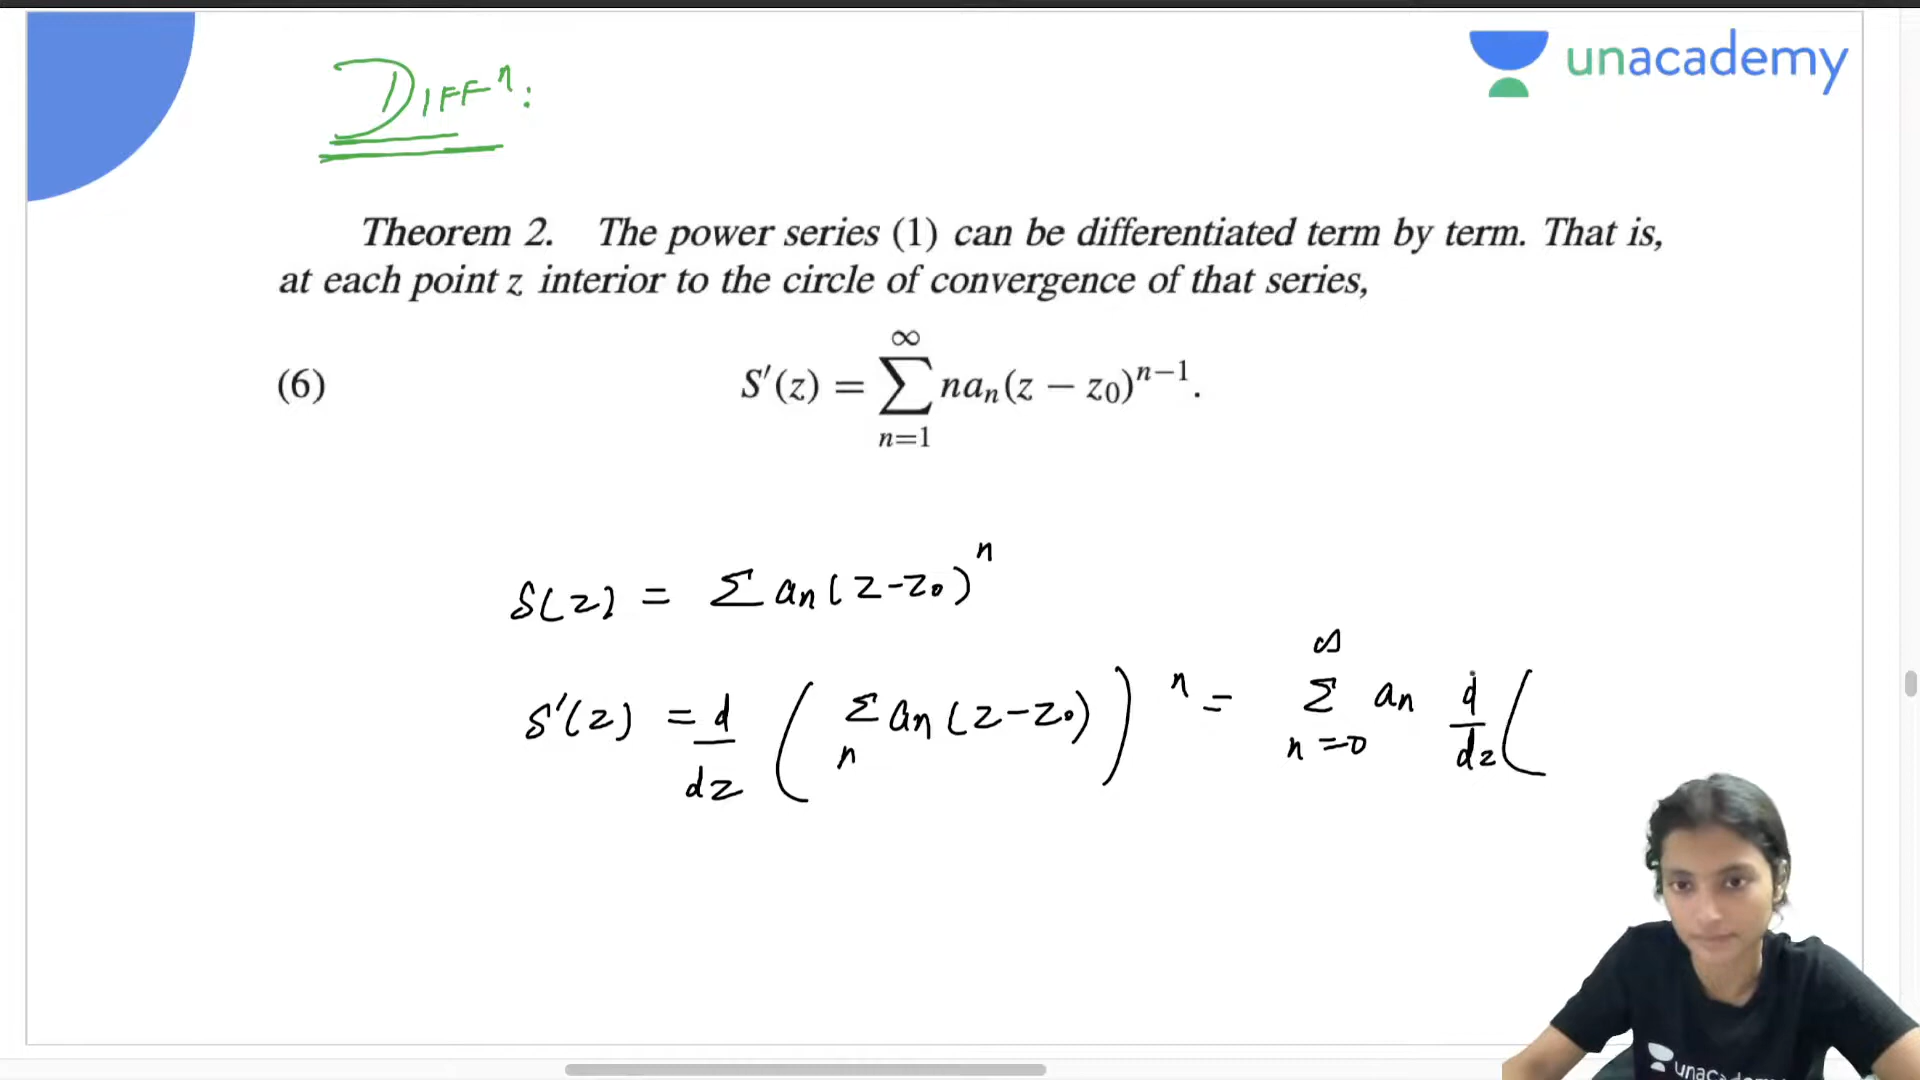 DIFFⁿ:
unacademy
Theorem 2. The power series (1) can be differentiated term by term. That is,
at each point z interior to the circle of convergence of that series,
(6) S′(z) = ∑_{n=1}^{∞} naₙ(z − z₀)ⁿ⁻¹.
S(z) = Σ aₙ(z-z₀)ⁿ
S'(z) = d/dz ( Σ_n aₙ(z-z₀) ) ⁿ = Σ_{n=0}^{∞} aₙ d/dz (
unac